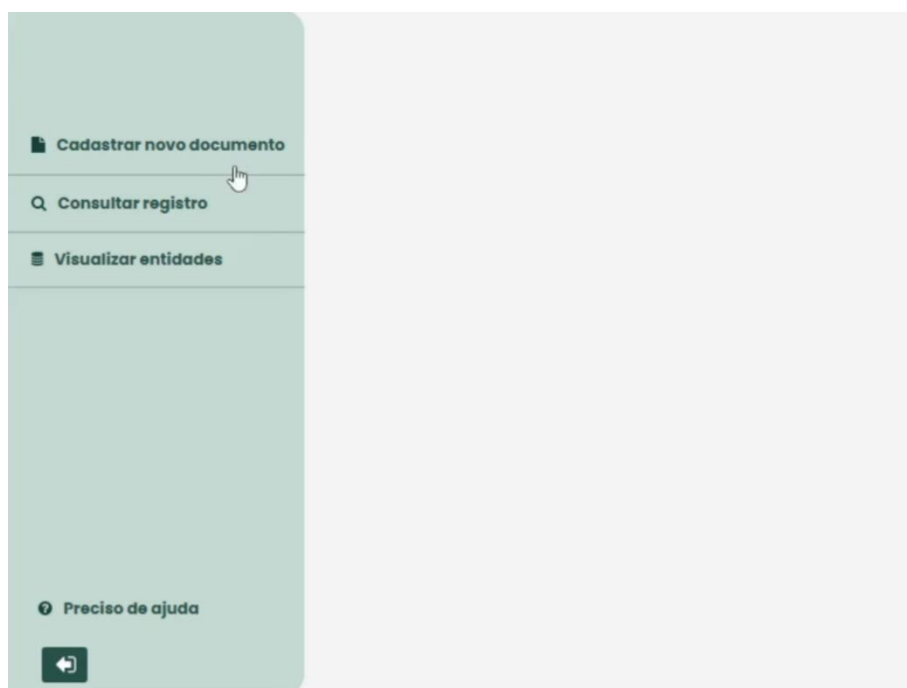 Cadastrar novo documento
Consultar registro
Visualizar entidades
Preciso de ajuda